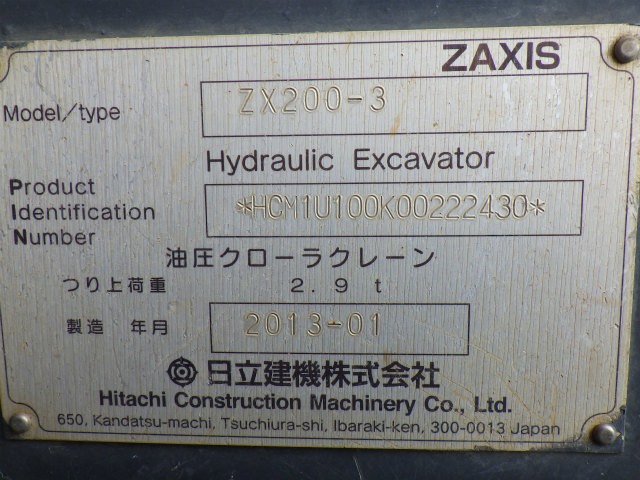 ZAXIS
Model/type ZX200-3
Hydraulic Excavator
Product
Identification *HCM1U100K00222430*
Number
油圧クローラクレーン
つり上荷重 2.9 t
製造 年月 2013-01
日立建機株式会社
Hitachi Construction Machinery Co., Ltd.
650, Kandatsu-machi, Tsuchiura-shi, Ibaraki-ken, 300-0013 Japan